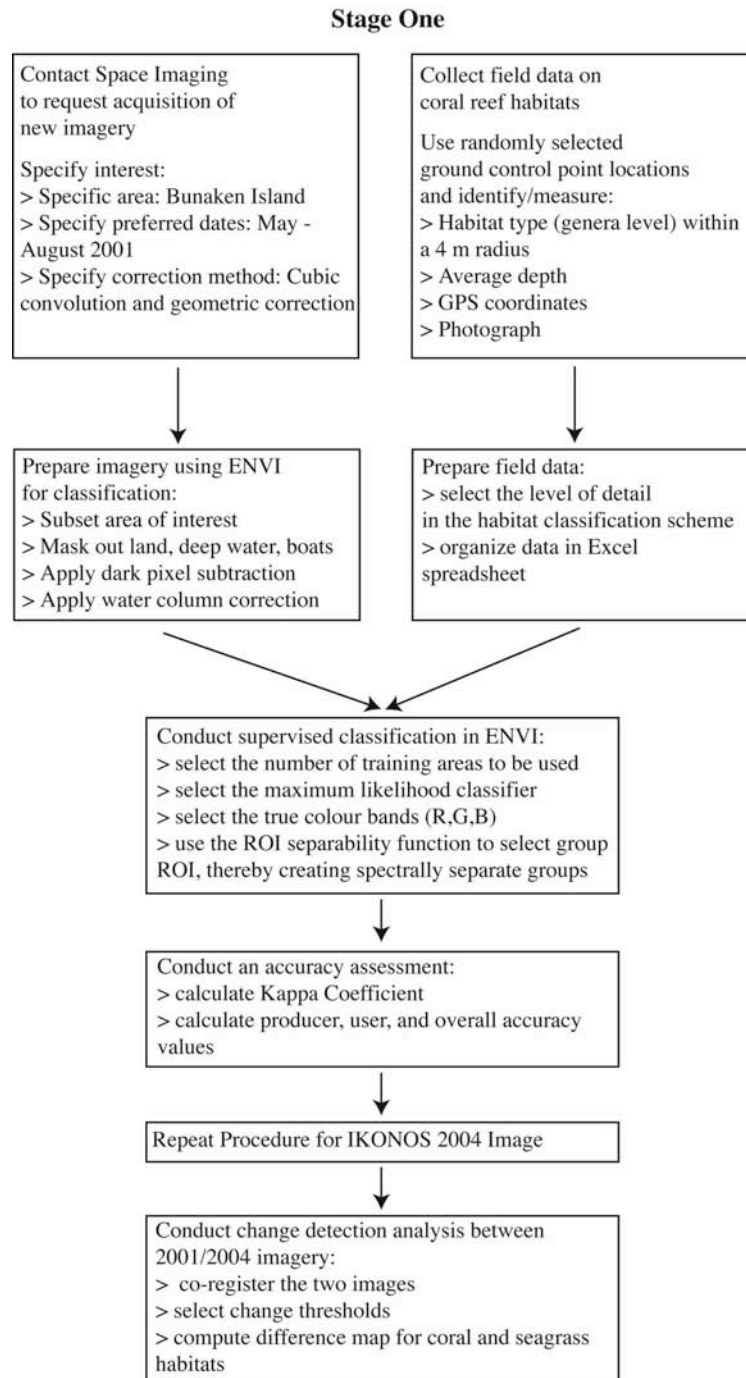 Stage One
Contact Space Imaging
to request acquisition of
new imagery
Specify interest:
> Specific area: Bunaken Island
> Specify preferred dates: May -
August 2001
> Specify correction method: Cubic
convolution and geometric correction
Collect field data on
coral reef habitats
Use randomly selected
ground control point locations
and identify/measure:
> Habitat type (genera level) within
a 4 m radius
> Average depth
> GPS coordinates
> Photograph
Prepare imagery using ENVI
for classification:
> Subset area of interest
> Mask out land, deep water, boats
> Apply dark pixel subtraction
> Apply water column correction
Prepare field data:
> select the level of detail
in the habitat classification scheme
> organize data in Excel
spreadsheet
Conduct supervised classification in ENVI:
> select the number of training areas to be used
> select the maximum likelihood classifier
> select the true colour bands (R,G,B)
> use the ROI separability function to select group
ROI, thereby creating spectrally separate groups
Conduct an accuracy assessment:
> calculate Kappa Coefficient
> calculate producer, user, and overall accuracy
values
Repeat Procedure for IKONOS 2004 Image
Conduct change detection analysis between
2001/2004 imagery:
> co-register the two images
> select change thresholds
> compute difference map for coral and seagrass
habitats